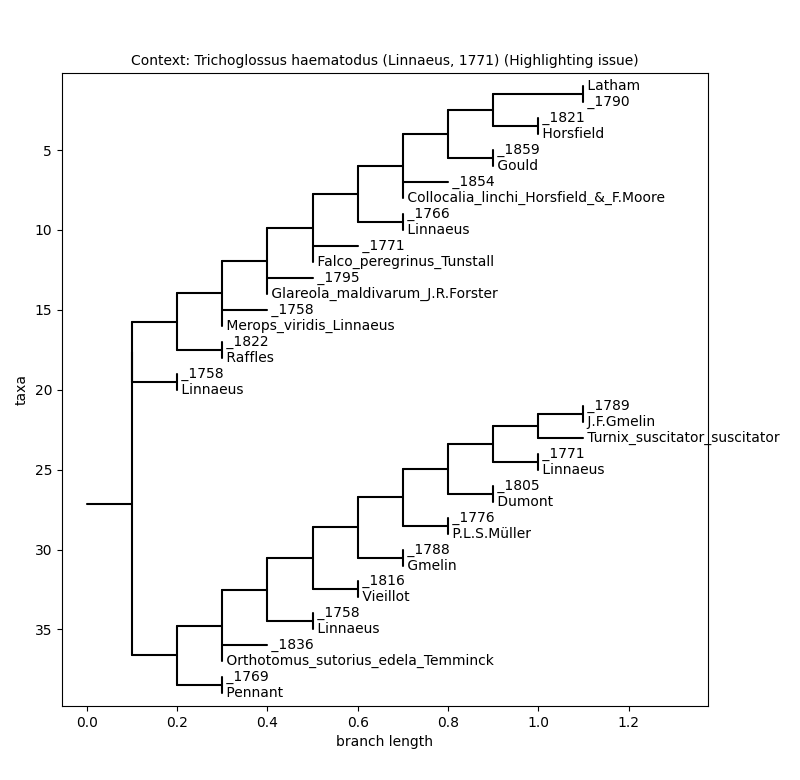 Context: Trichoglossus haematodus (Linnaeus, 1771) (Highlighting issue)
Latham
_1790
_1821
Horsfield
5
_1859
Gould
_1854
Collocalia_linchi_Horsfield_&_F.Moore
_1766
10
Linnaeus
_1771
Falco_peregrinus_Tunstall
_1795
Glareola_maldivarum_J.R.Forster
15
_1758
Merops_viridis_Linnaeus
_1822
Raffles
_1758
20
Linnaeus
taxa
_1789
J.F.Gmelin
Turnix_suscitator_suscitator
_1771
25
Linnaeus
_1805
Dumont
_1776
P.L.S.Müller
30
_1788
Gmelin
_1816
Vieillot
_1758
35
Linnaeus
_1836
Orthotomus_sutorius_edela_Temminck
_1769
Pennant
0.0 0.2 0.4 0.6 0.8 1.0 1.2
branch length